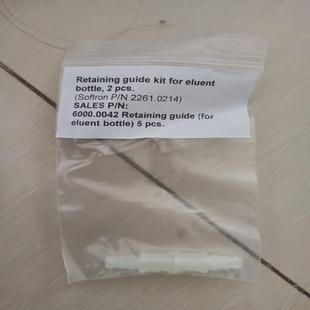 Retaining guide kit for eluent
bottle, 2 pcs.
(Softron P/N 2261.0214)
SALES P/N:
6000.0042 Retaining guide (for
eluent bottle) 5 pcs.